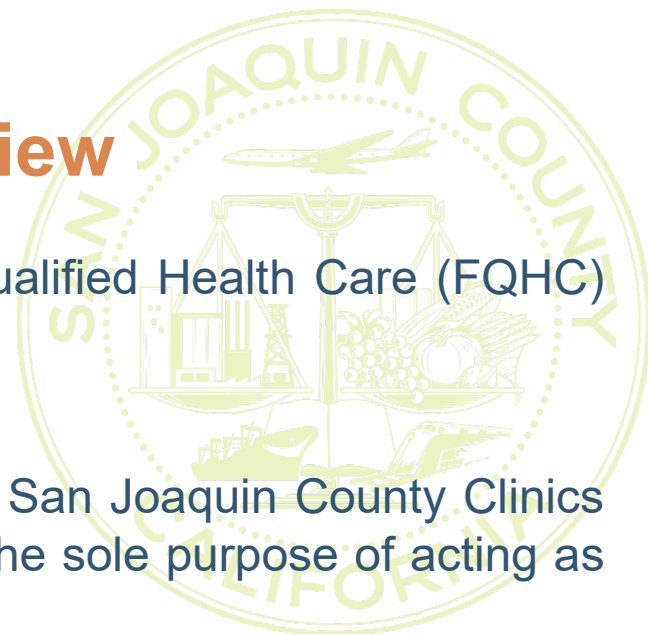 iew
ualified Health Care (FQHC)
San Joaquin County Clinics
he sole purpose of acting as
SAN JOAQUIN COUNTY
CALIFORNIA